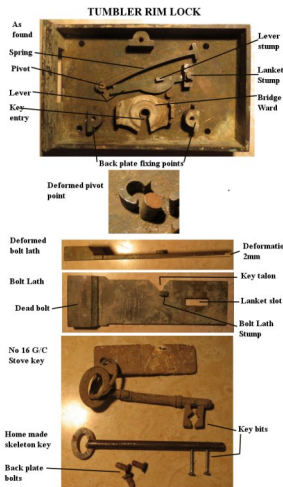 TUMBLER RIM LOCK
As
found
Spring
Pivot
Lever
Key
entry
Lever
stump
Lanket
Stump
Bridge
Ward
Back plate fixing points
Deformed pivot
point
Deformed
bolt lath
Deformatio
2mm
Bolt Lath
Key talon
Dead bolt
Lanket slot
Bolt Lath
Stump
No 16 G/C
Stove key
Key bits
Home made
skeleton key
Back plate
bolts